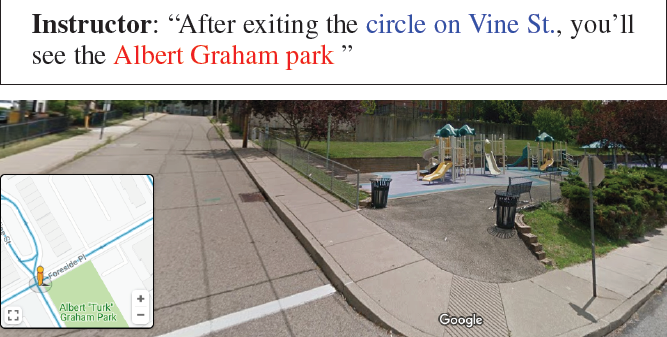 Instructor: “After exiting the circle on Vine St., you’ll
see the Albert Graham park ”
Foreside Pl
Albert "Turk"
Graham Park
+
−
Google